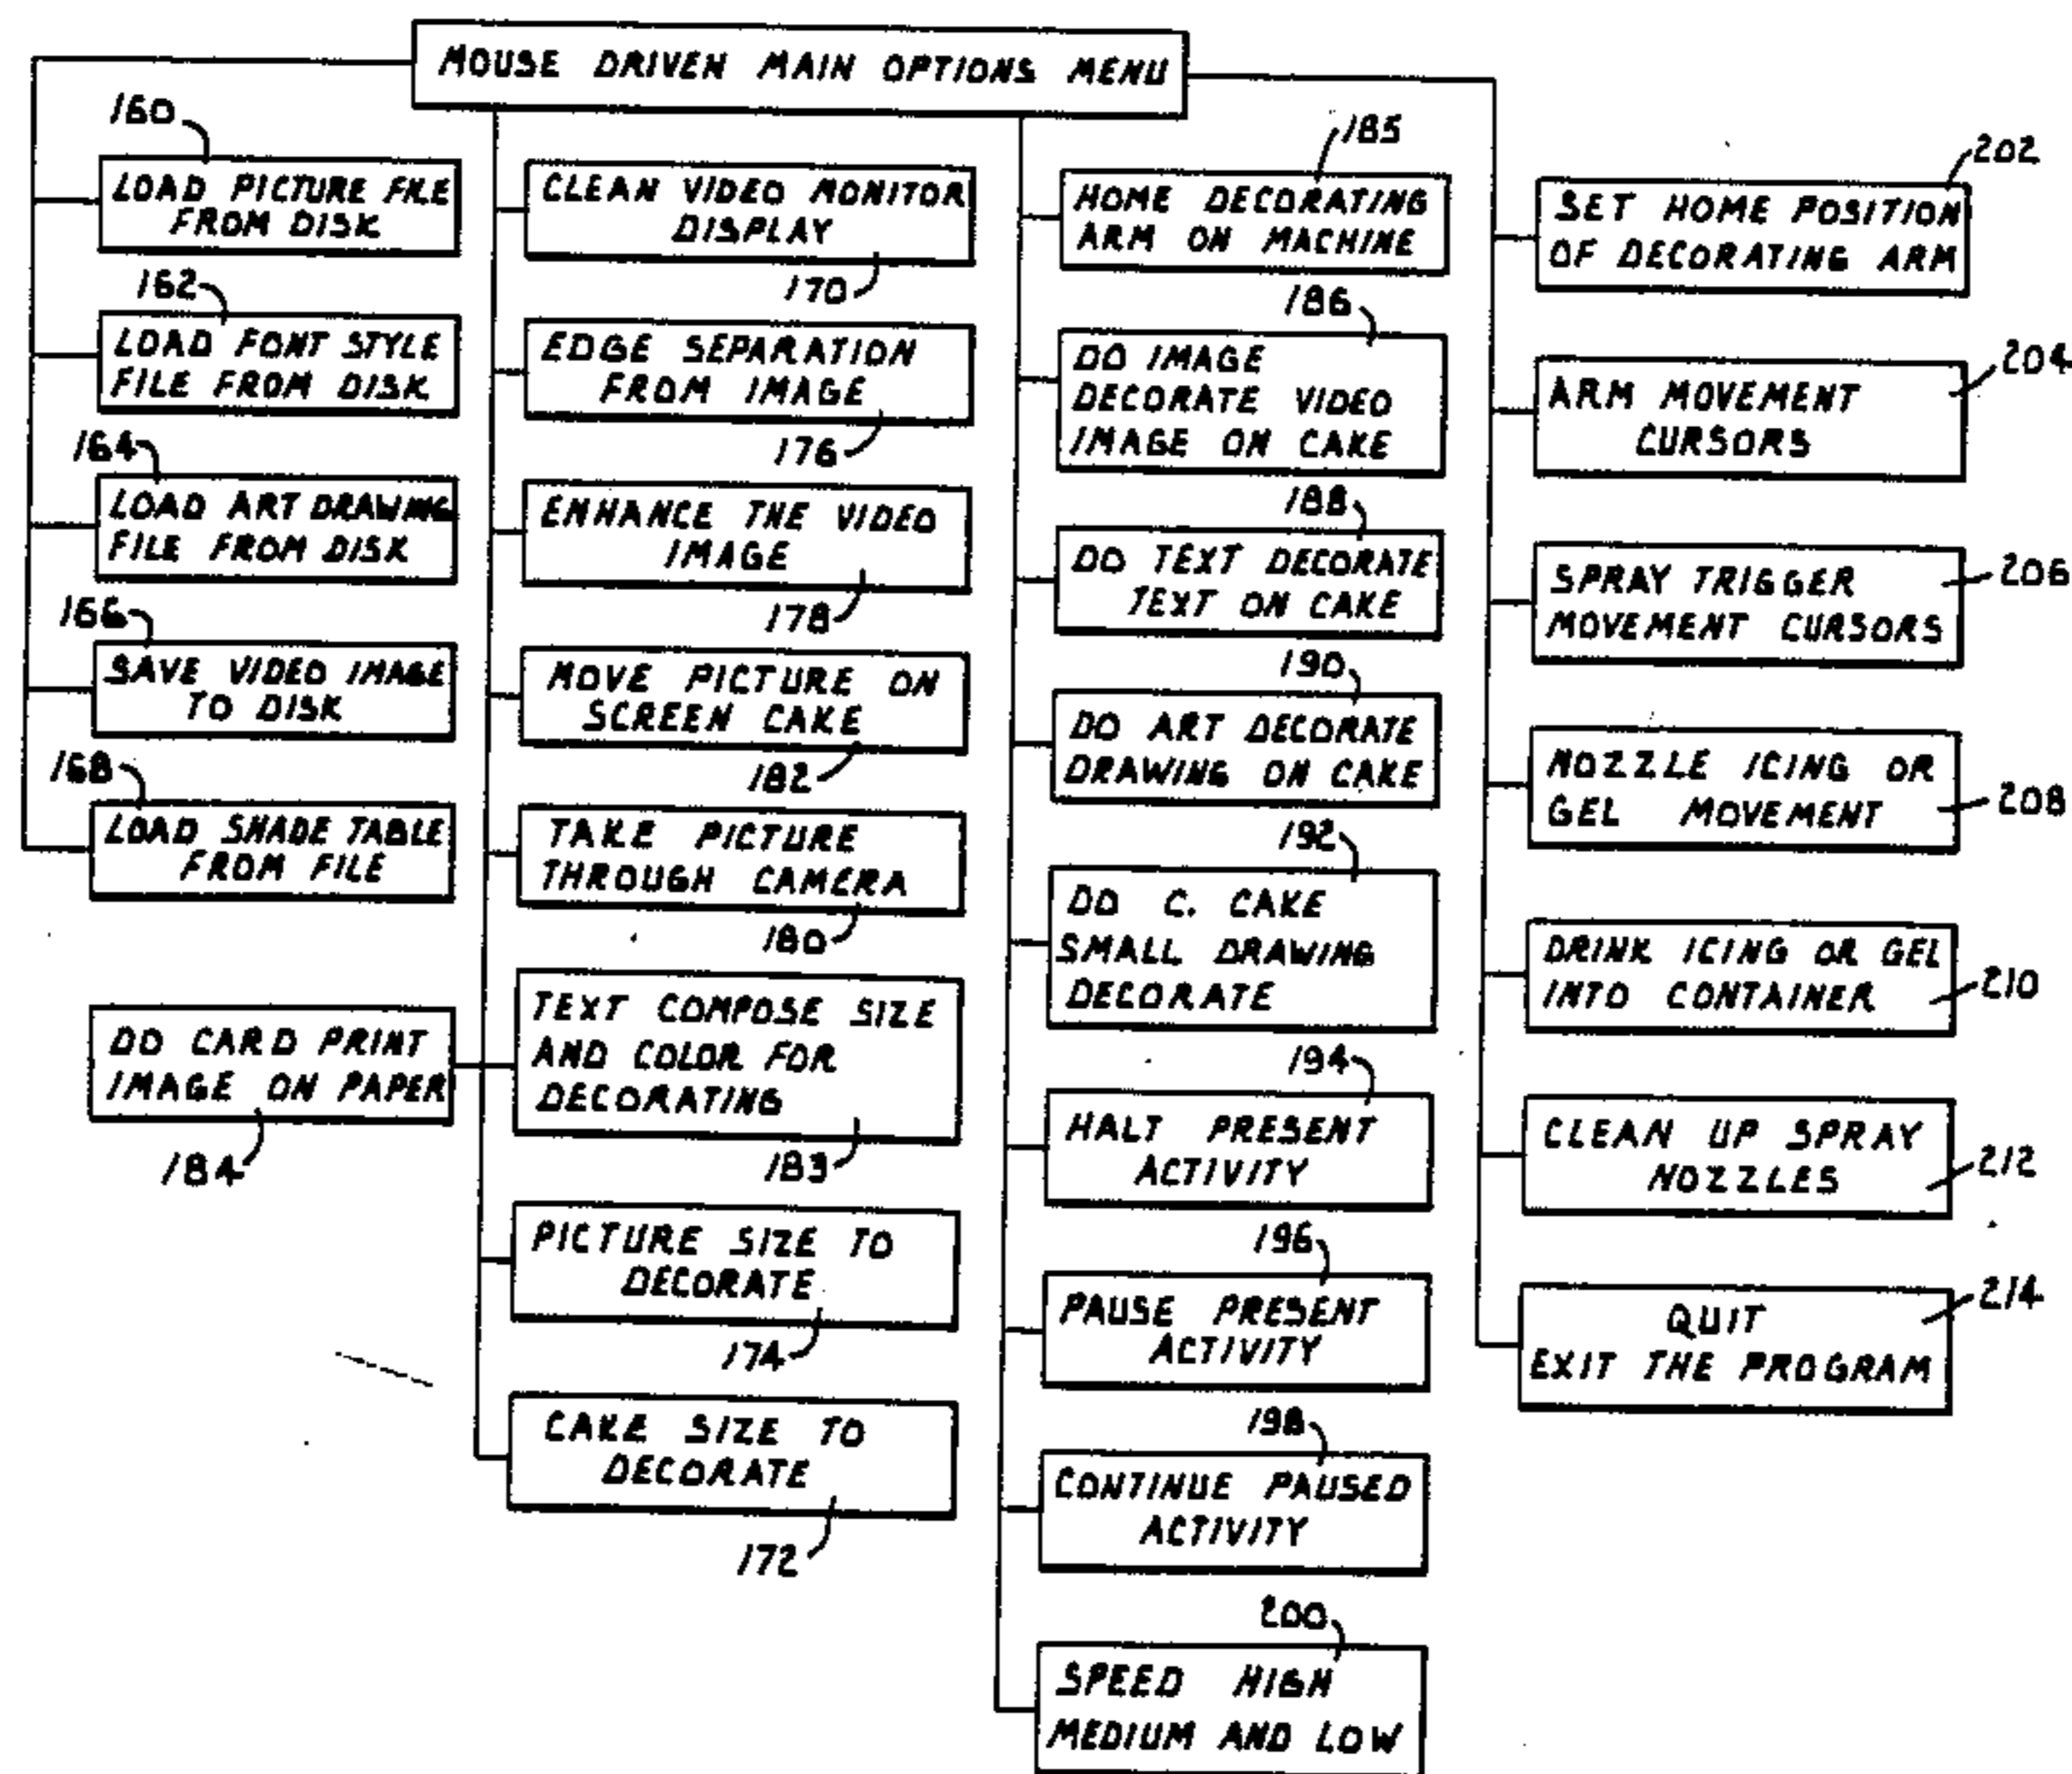 MOUSE DRIVEN MAIN OPTIONS MENU
160
LOAD PICTURE FILE
FROM DISK
162
LOAD FONT STYLE
FILE FROM DISK
164
LOAD ART DRAWING
FILE FROM DISK
166
SAVE VIDEO IMAGE
TO DISK
168
LOAD SHADE TABLE
FROM FILE
DO CARD PRINT
IMAGE ON PAPER
184
CLEAN VIDEO MONITOR
DISPLAY
170
EDGE SEPARATION
FROM IMAGE
176
ENHANCE THE VIDEO
IMAGE
178
MOVE PICTURE ON
SCREEN CAKE
182
TAKE PICTURE
THROUGH CAMERA
180
TEXT COMPOSE SIZE
AND COLOR FOR
DECORATING
183
PICTURE SIZE TO
DECORATE
174
CAKE SIZE TO
DECORATE
172
185
HOME DECORATING
ARM ON MACHINE
186
DO IMAGE
DECORATE VIDEO
IMAGE ON CAKE
188
DO TEXT DECORATE
TEXT ON CAKE
190
DO ART DECORATE
DRAWING ON CAKE
192
DO C. CAKE
SMALL DRAWING
DECORATE
194
HALT PRESENT
ACTIVITY
196
PAUSE PRESENT
ACTIVITY
198
CONTINUE PAUSED
ACTIVITY
200
SPEED HIGH
MEDIUM AND LOW
202
SET HOME POSITION
OF DECORATING ARM
204
ARM MOVEMENT
CURSORS
206
SPRAY TRIGGER
MOVEMENT CURSORS
NOZZLE ICING OR
GEL MOVEMENT
208
DRINK ICING OR GEL
INTO CONTAINER
210
CLEAN UP SPRAY
NOZZLES
212
QUIT
EXIT THE PROGRAM
214